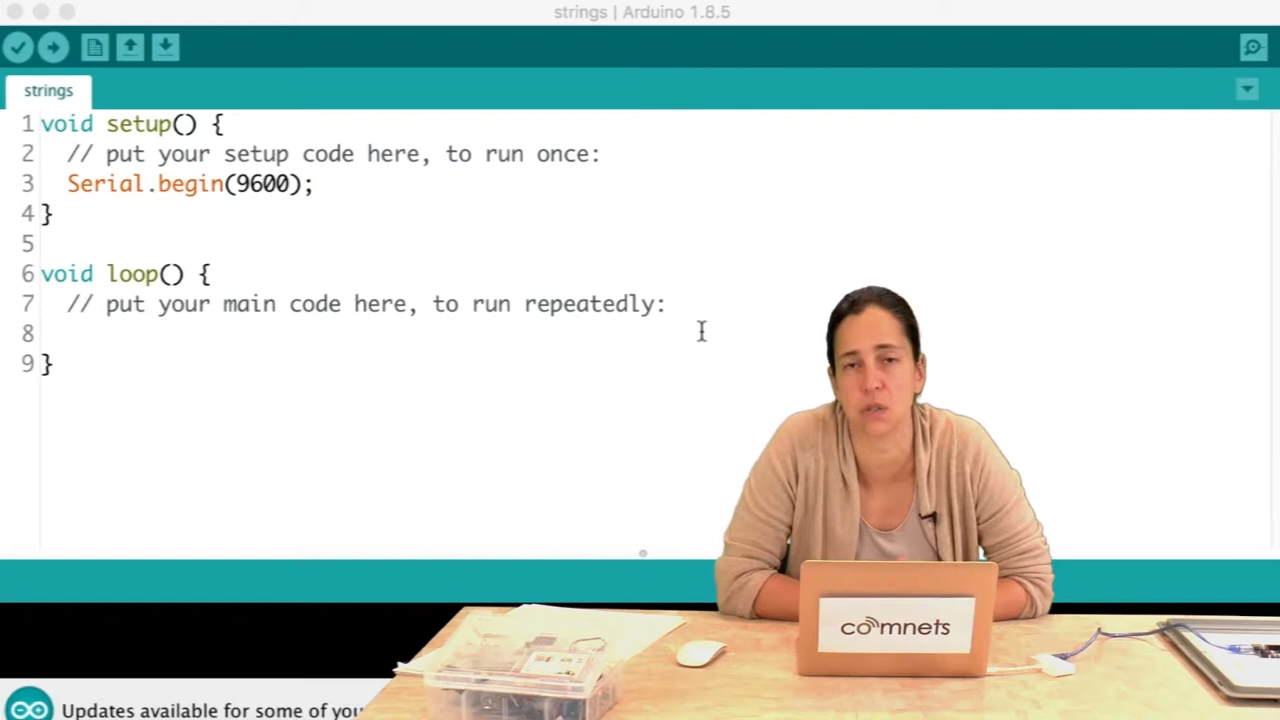 strings | Arduino 1.8.5
strings
1 void setup() {
2 // put your setup code here, to run once:
3 Serial.begin(9600);
4 }
5
6 void loop() {
7 // put your main code here, to run repeatedly:
8
9 }
comnets
Updates available for some of you